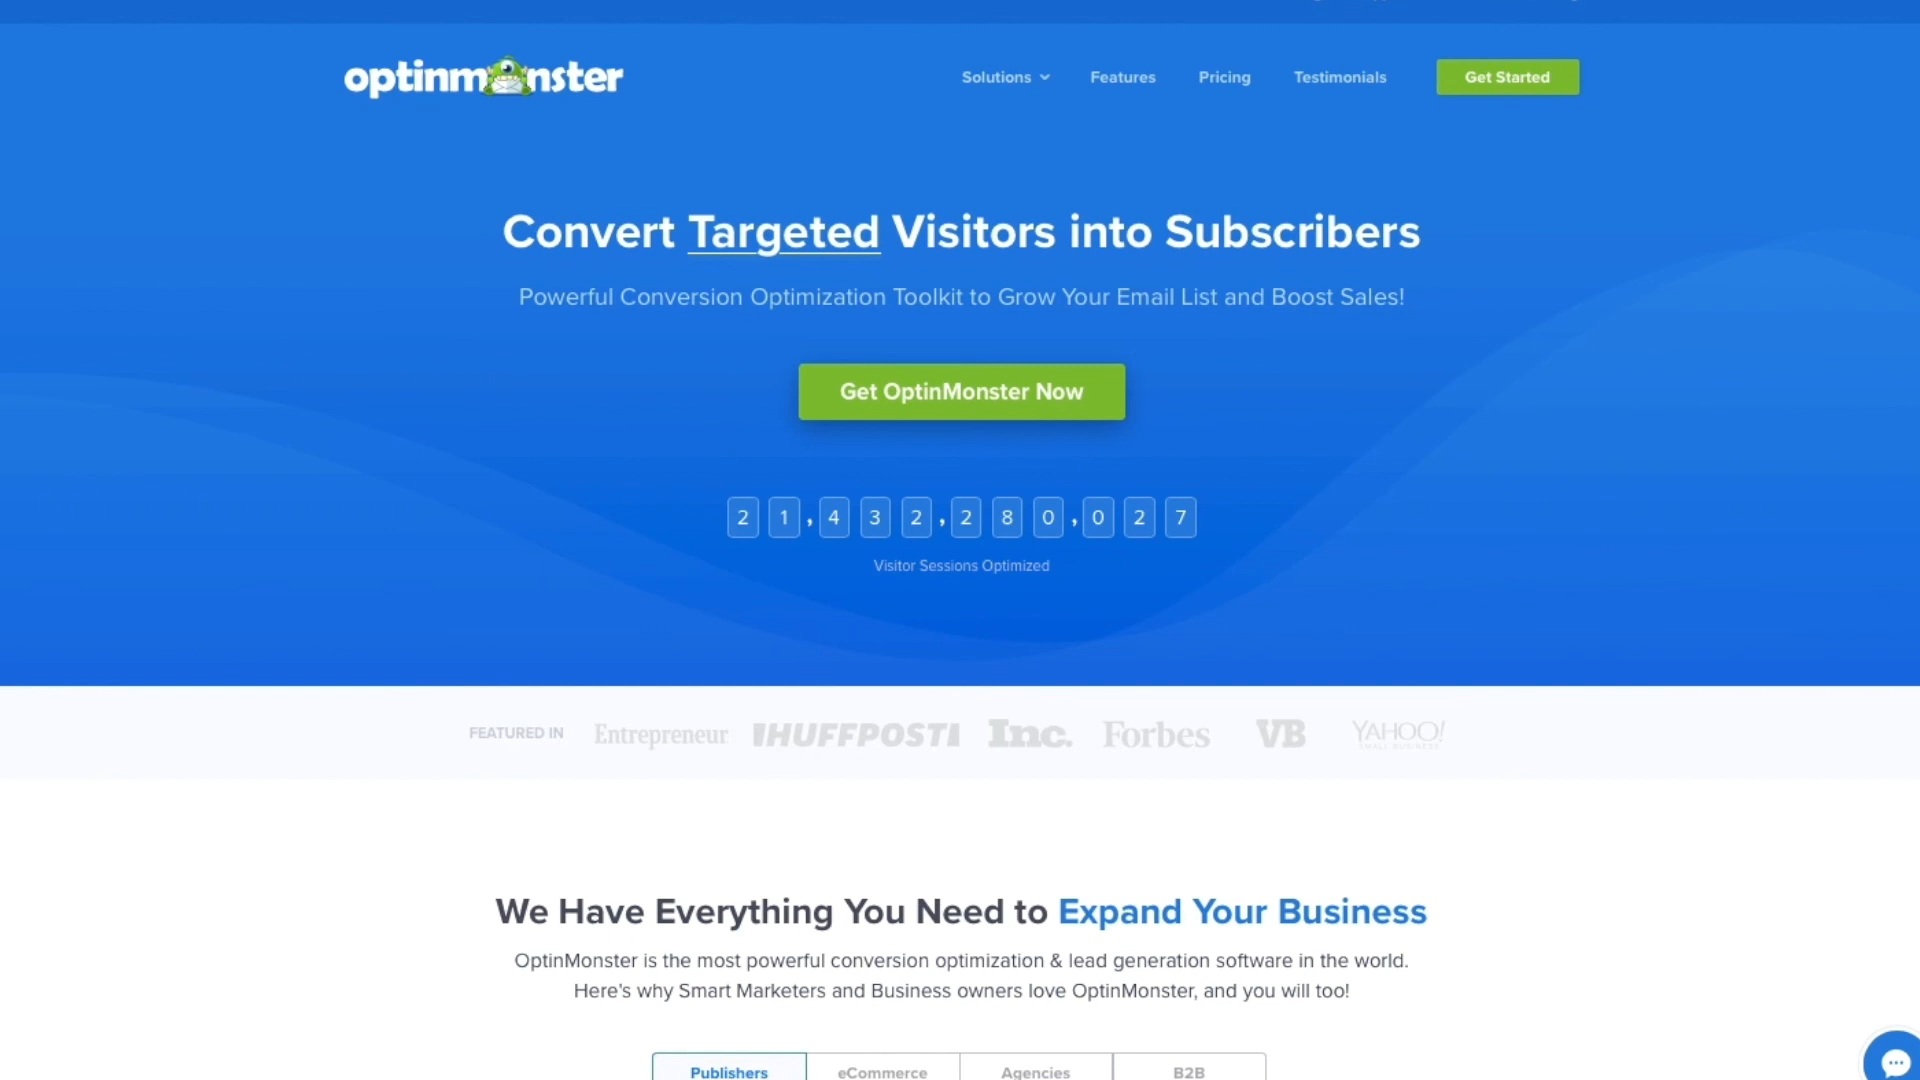 optinmonster
Solutions Features Pricing Testimonials Get Started
Convert Targeted Visitors into Subscribers
Powerful Conversion Optimization Toolkit to Grow Your Email List and Boost Sales!
Get OptinMonster Now
21,432,280,027
Visitor Sessions Optimized
FEATURED IN Entrepreneur IHUFFPOSTI Inc. Forbes VB YAHOO!
SMALL BUSINESS
We Have Everything You Need to Expand Your Business
OptinMonster is the most powerful conversion optimization & lead generation software in the world.
Here's why Smart Marketers and Business owners love OptinMonster, and you will too!
Publishers eCommerce Agencies B2B